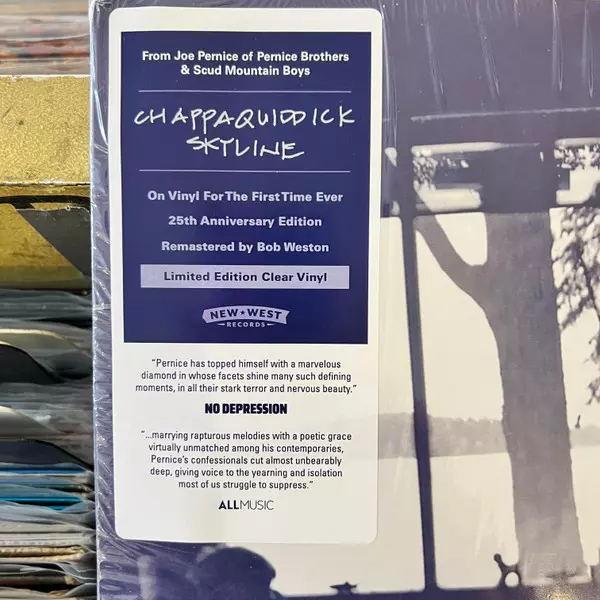 From Joe Pernice of Pernice Brothers
& Scud Mountain Boys
CHAPPAQUIDDICK
SKYLINE
On Vinyl For The First Time Ever
25th Anniversary Edition
Remastered by Bob Weston
Limited Edition Clear Vinyl
NEW★WEST
RECORDS
“Pernice has topped himself with a marvelous
diamond in whose facets shine many such defining
moments, in all their stark terror and nervous beauty.”
NO DEPRESSION
“...marrying rapturous melodies with a poetic grace
virtually unmatched among his contemporaries,
Pernice’s confessionals cut almost unbearably
deep, giving voice to the yearning and isolation
most of us struggle to suppress.”
ALLMUSIC